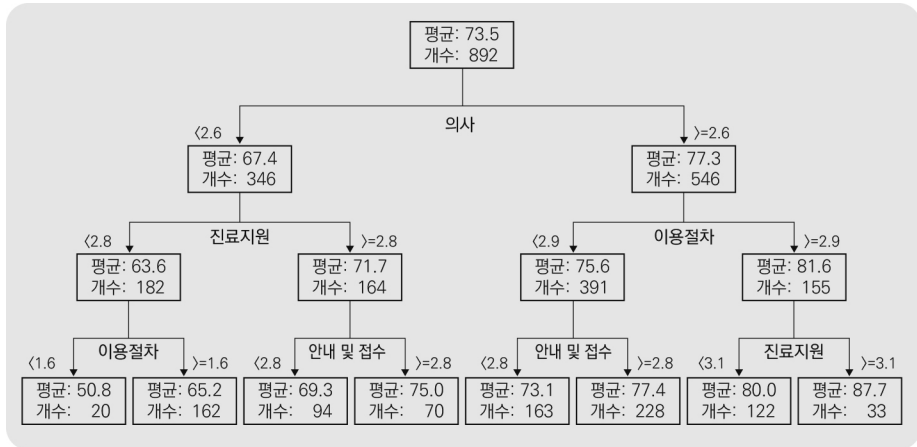 평균: 73.5
개수: 892
의사
〈2.6
〉=2.6
평균: 67.4
개수: 346
평균: 77.3
개수: 546
진료지원
이용절차
〈2.8
〉=2.8
〈2.9
〉=2.9
평균: 63.6
개수: 182
평균: 71.7
개수: 164
평균: 75.6
개수: 391
평균: 81.6
개수: 155
이용절차
안내 및 접수
안내 및 접수
진료지원
〈1.6
〉=1.6
〈2.8
〉=2.8
〈2.8
〉=2.8
〈3.1
〉=3.1
평균: 50.8
개수: 20
평균: 65.2
개수: 162
평균: 69.3
개수: 94
평균: 75.0
개수: 70
평균: 73.1
개수: 163
평균: 77.4
개수: 228
평균: 80.0
개수: 122
평균: 87.7
개수: 33